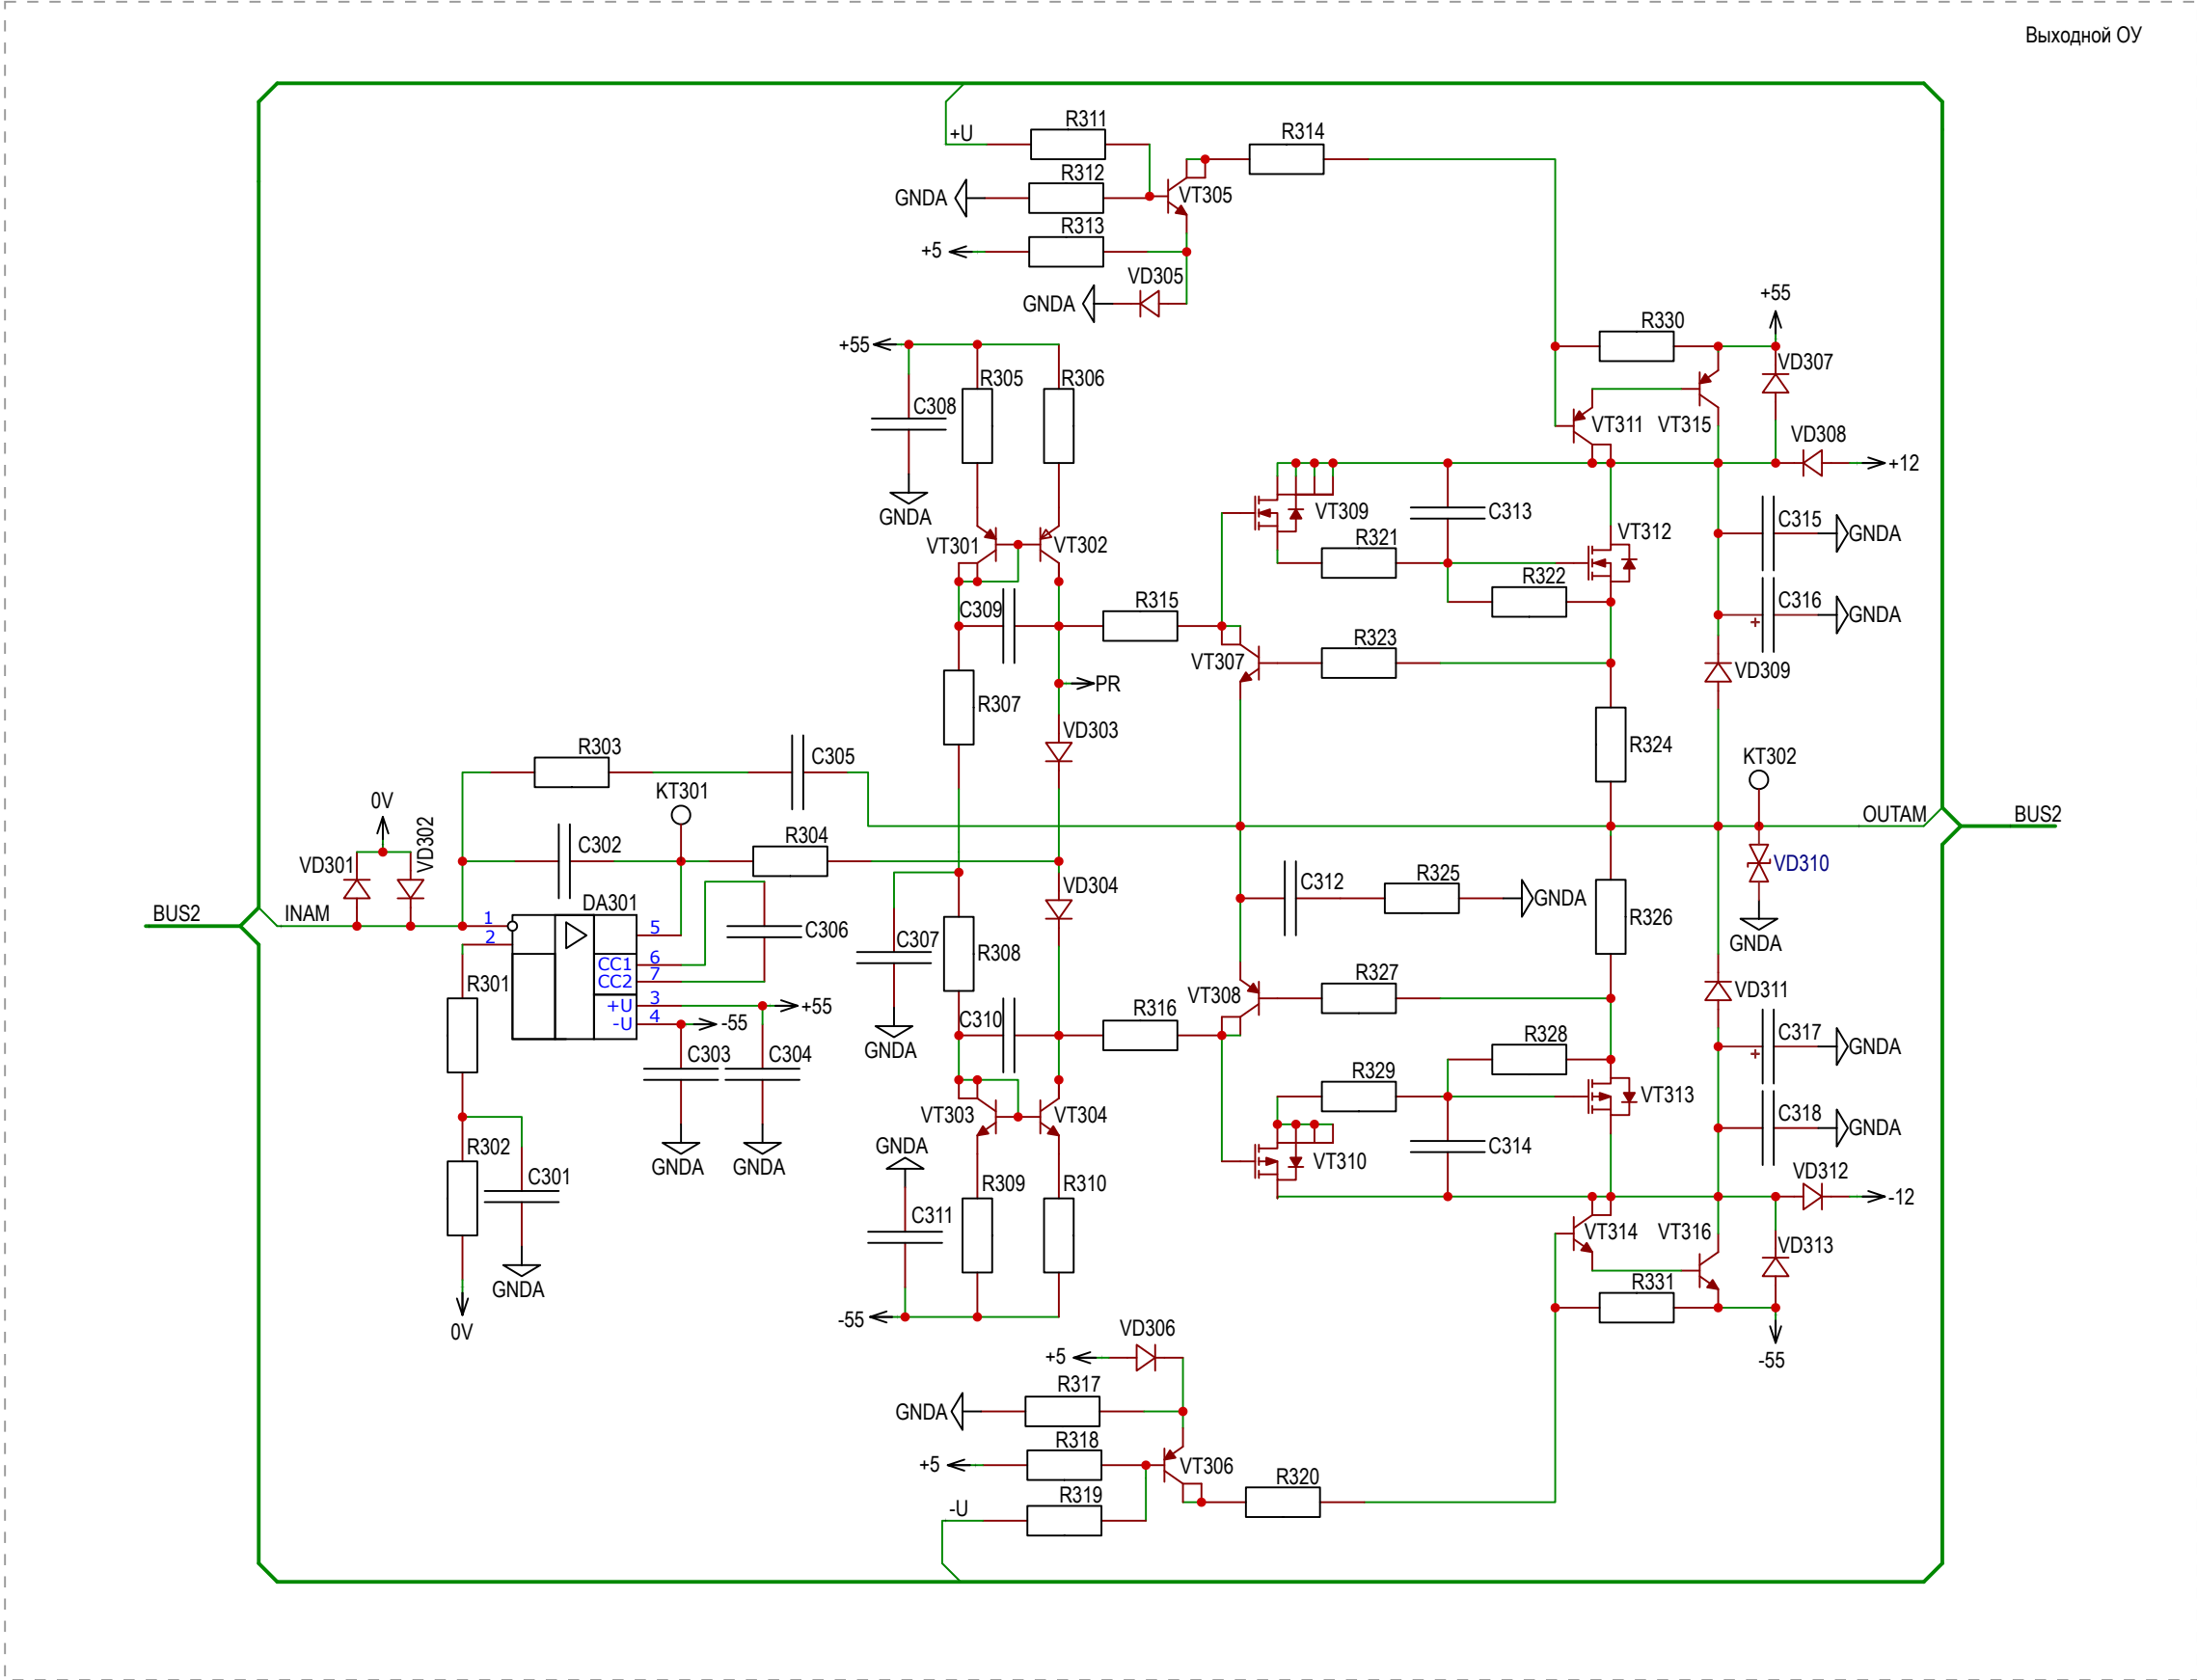 Выходной ОУ
+U
R311
R314
GNDA
R312
VT305
+5
R313
GNDA
VD305
+55
+55
R330
VD307
R305
R306
C308
VT311
VT315
VD308
+12
GNDA
VT309
C313
C315
GNDA
VT301
VT302
R321
VT312
R322
C309
R315
C316
GNDA
+
VT307
R323
PR
VD309
R307
VD303
R324
R303
C305
KT301
KT302
0V
VD302
OUTAM
BUS2
VD301
C302
R304
VD310
VD304
C312
R325
GNDA
DA301
BUS2
INAM
1
2
5
C306
R326
GNDA
C307
R308
CC1
6
CC2
7
R301
R327
VT308
VD311
+U
3
+55
-U
4
-55
C310
R316
C317
GNDA
+
R328
GNDA
C303
C304
R329
VT313
VT303
VT304
C318
GNDA
R302
GNDA
C314
GNDA
GNDA
VT310
VD312
-12
C301
R309
R310
C311
VT314
VT316
VD313
GNDA
R331
-55
0V
VD306
+5
-55
R317
GNDA
R318
+5
VT306
R320
R319
-U